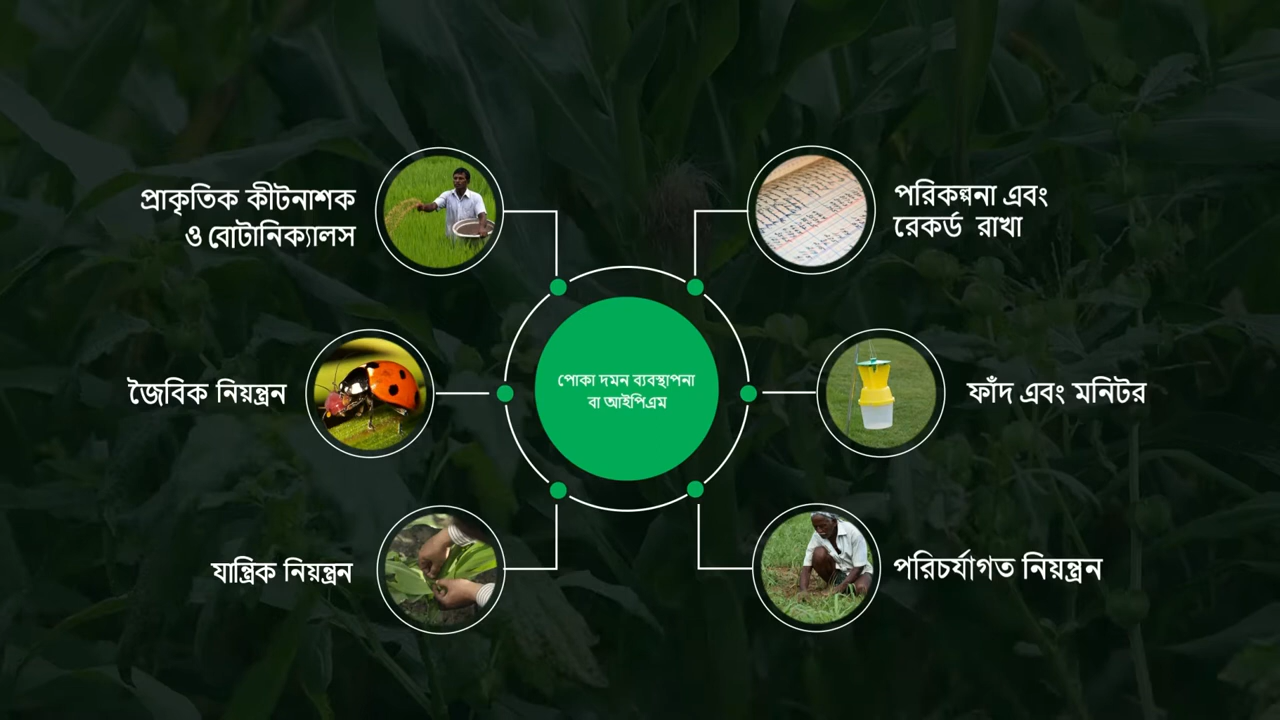 প্রাকৃতিক কীটনাশক
ও বোটানিক্যালস
পরিকল্পনা এবং
রেকর্ড রাখা
জৈবিক নিয়ন্ত্রন
পোকা দমন ব্যবস্থাপনা
বা আইপিএম
ফাঁদ এবং মনিটর
যান্ত্রিক নিয়ন্ত্রন
পরিচর্যাগত নিয়ন্ত্রন